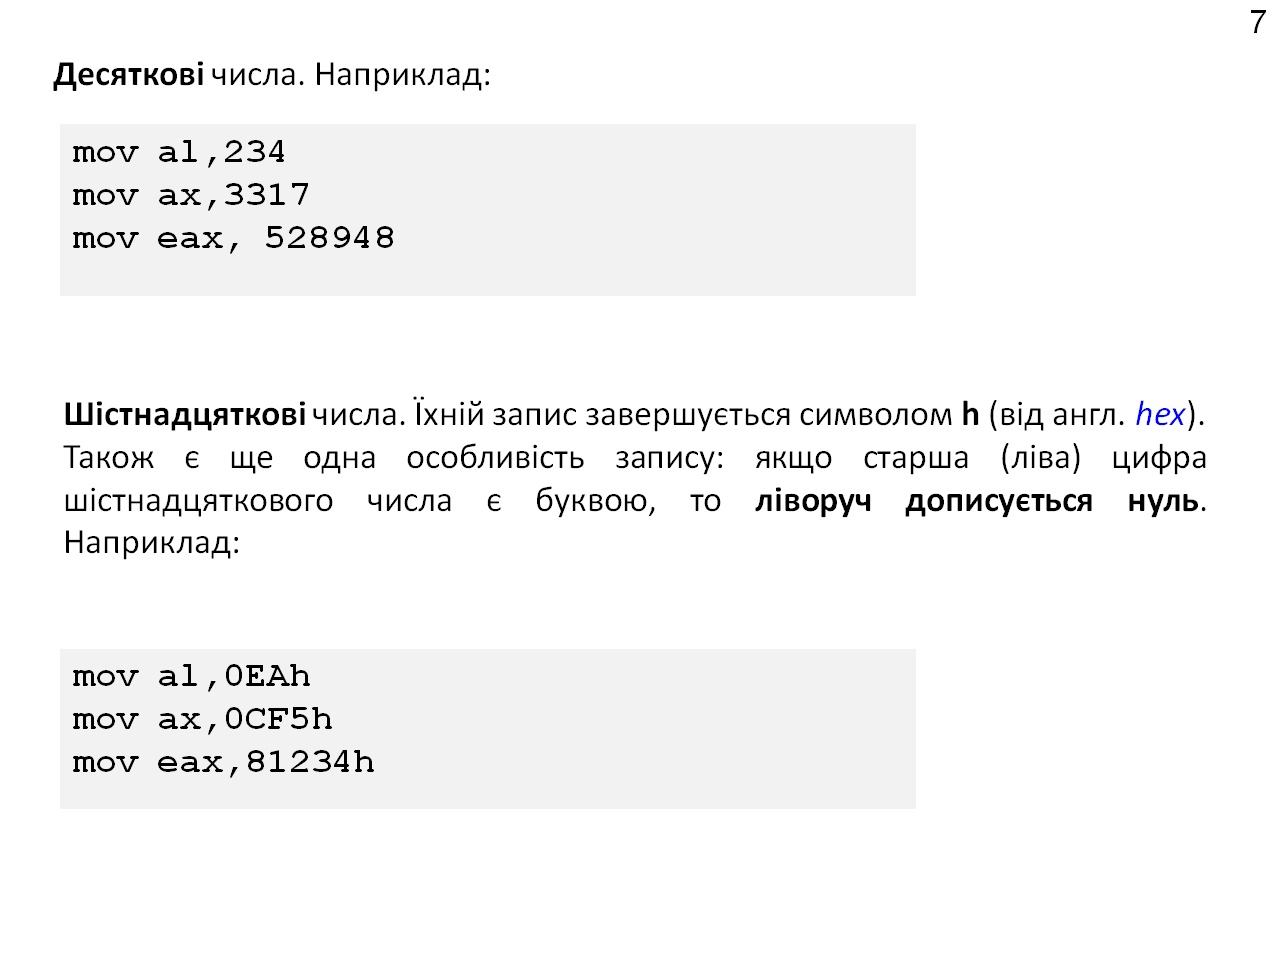 7
Десяткові числа. Наприклад:
mov al,234
mov ax,3317
mov eax, 528948
Шістнадцяткові числа. Їхній запис завершується символом h (від англ. hex).
Також є ще одна особливість запису: якщо старша (ліва) цифра
шістнадцяткового числа є буквою, то ліворуч дописується нуль.
Наприклад:
mov al,0EAh
mov ax,0CF5h
mov eax,81234h